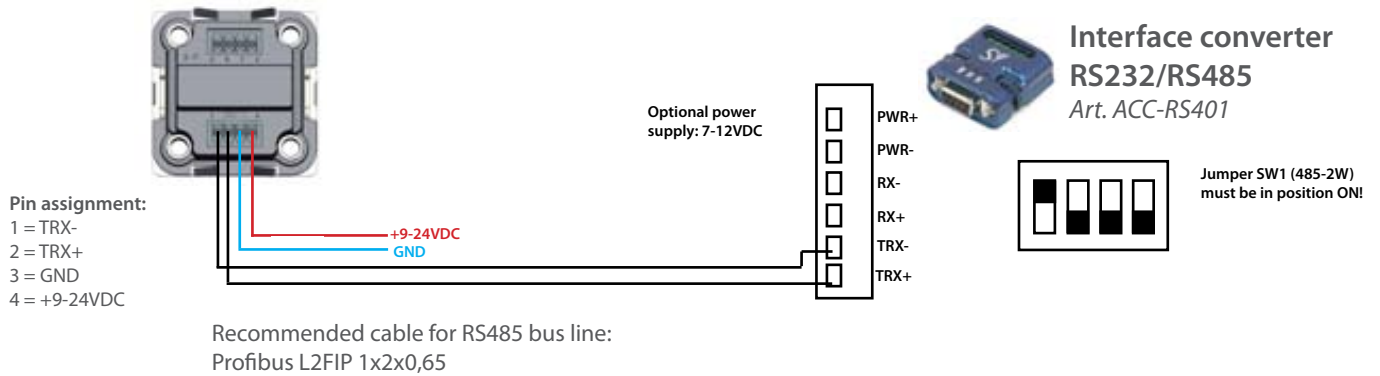 Interface converter
RS232/RS485
Art. ACC-RS401
Optional power
supply: 7-12VDC
PWR+
PWR-
RX-
RX+
TRX-
TRX+
Jumper SW1 (485-2W)
must be in position ON!
Pin assignment:
1 = TRX-
2 = TRX+
3 = GND
4 = +9-24VDC
+9-24VDC
GND
Recommended cable for RS485 bus line:
Profibus L2FIP 1x2x0,65